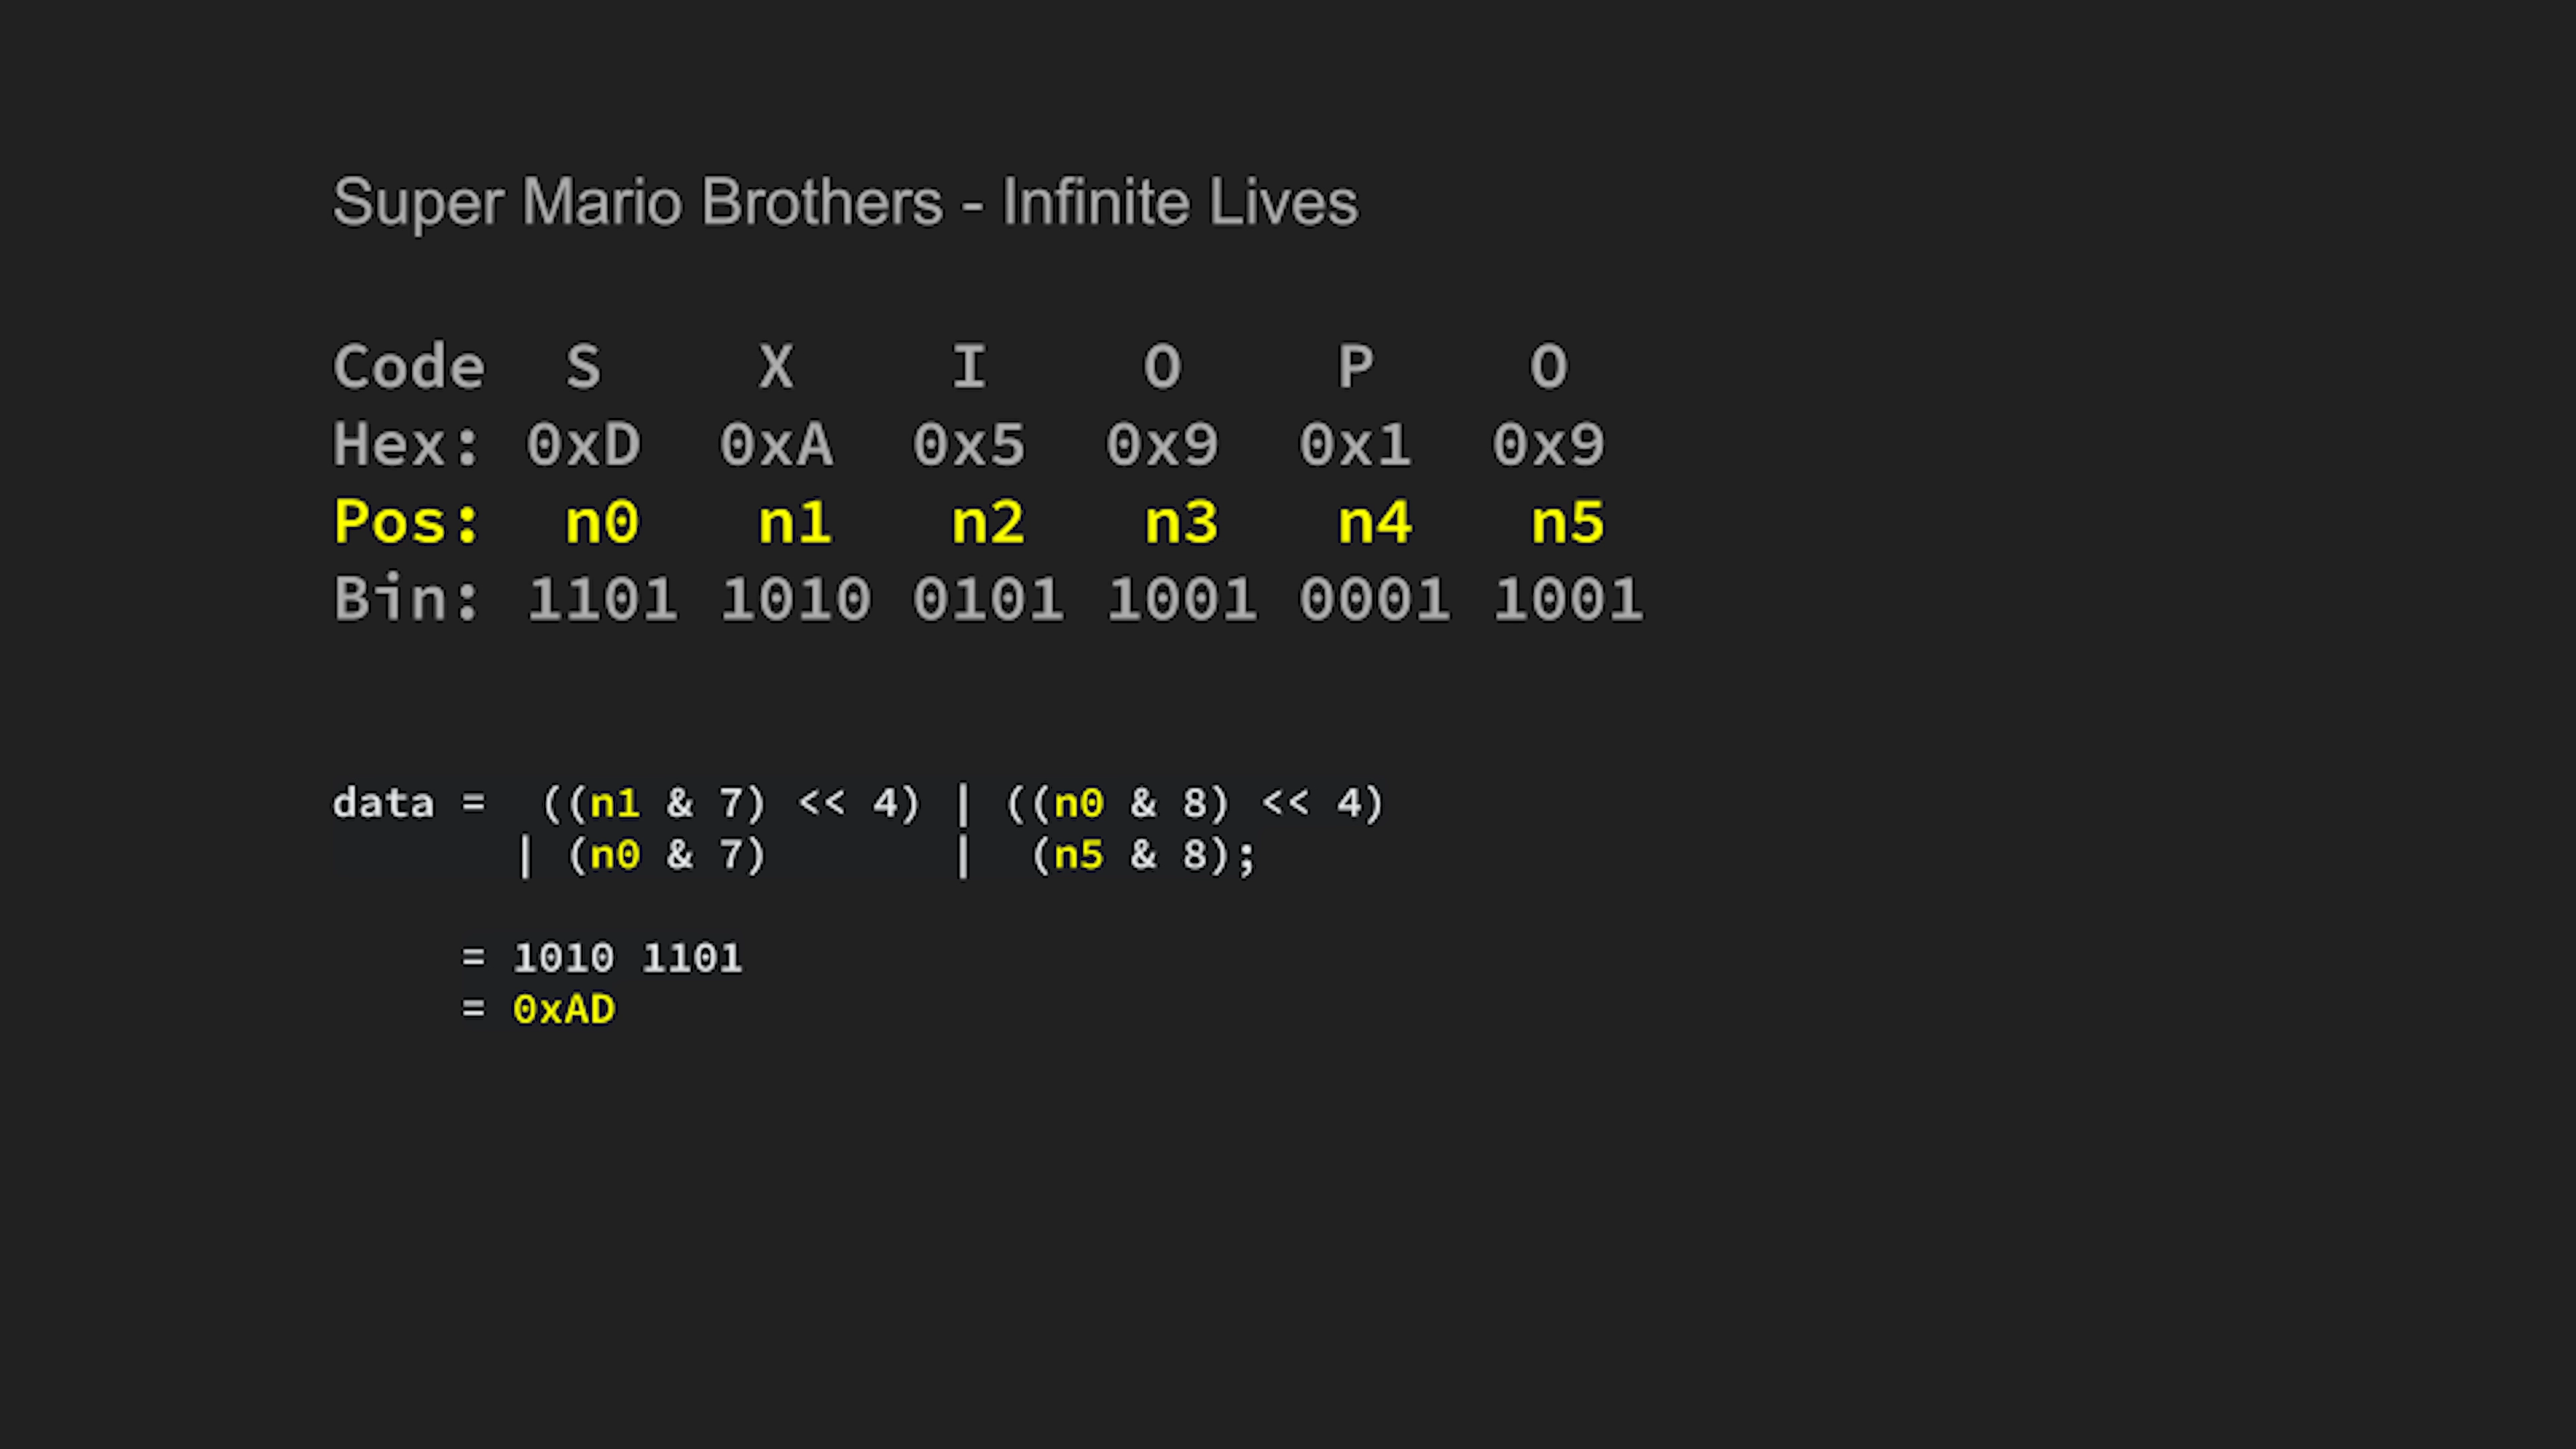 Super Mario Brothers - Infinite Lives
Code S X I O P O
Hex: 0xD 0xA 0x5 0x9 0x1 0x9
Pos: n0 n1 n2 n3 n4 n5
Bin: 1101 1010 0101 1001 0001 1001
data = ((n1 & 7) << 4) | ((n0 & 8) << 4)
| (n0 & 7) | (n5 & 8);
= 1010 1101
= 0xAD